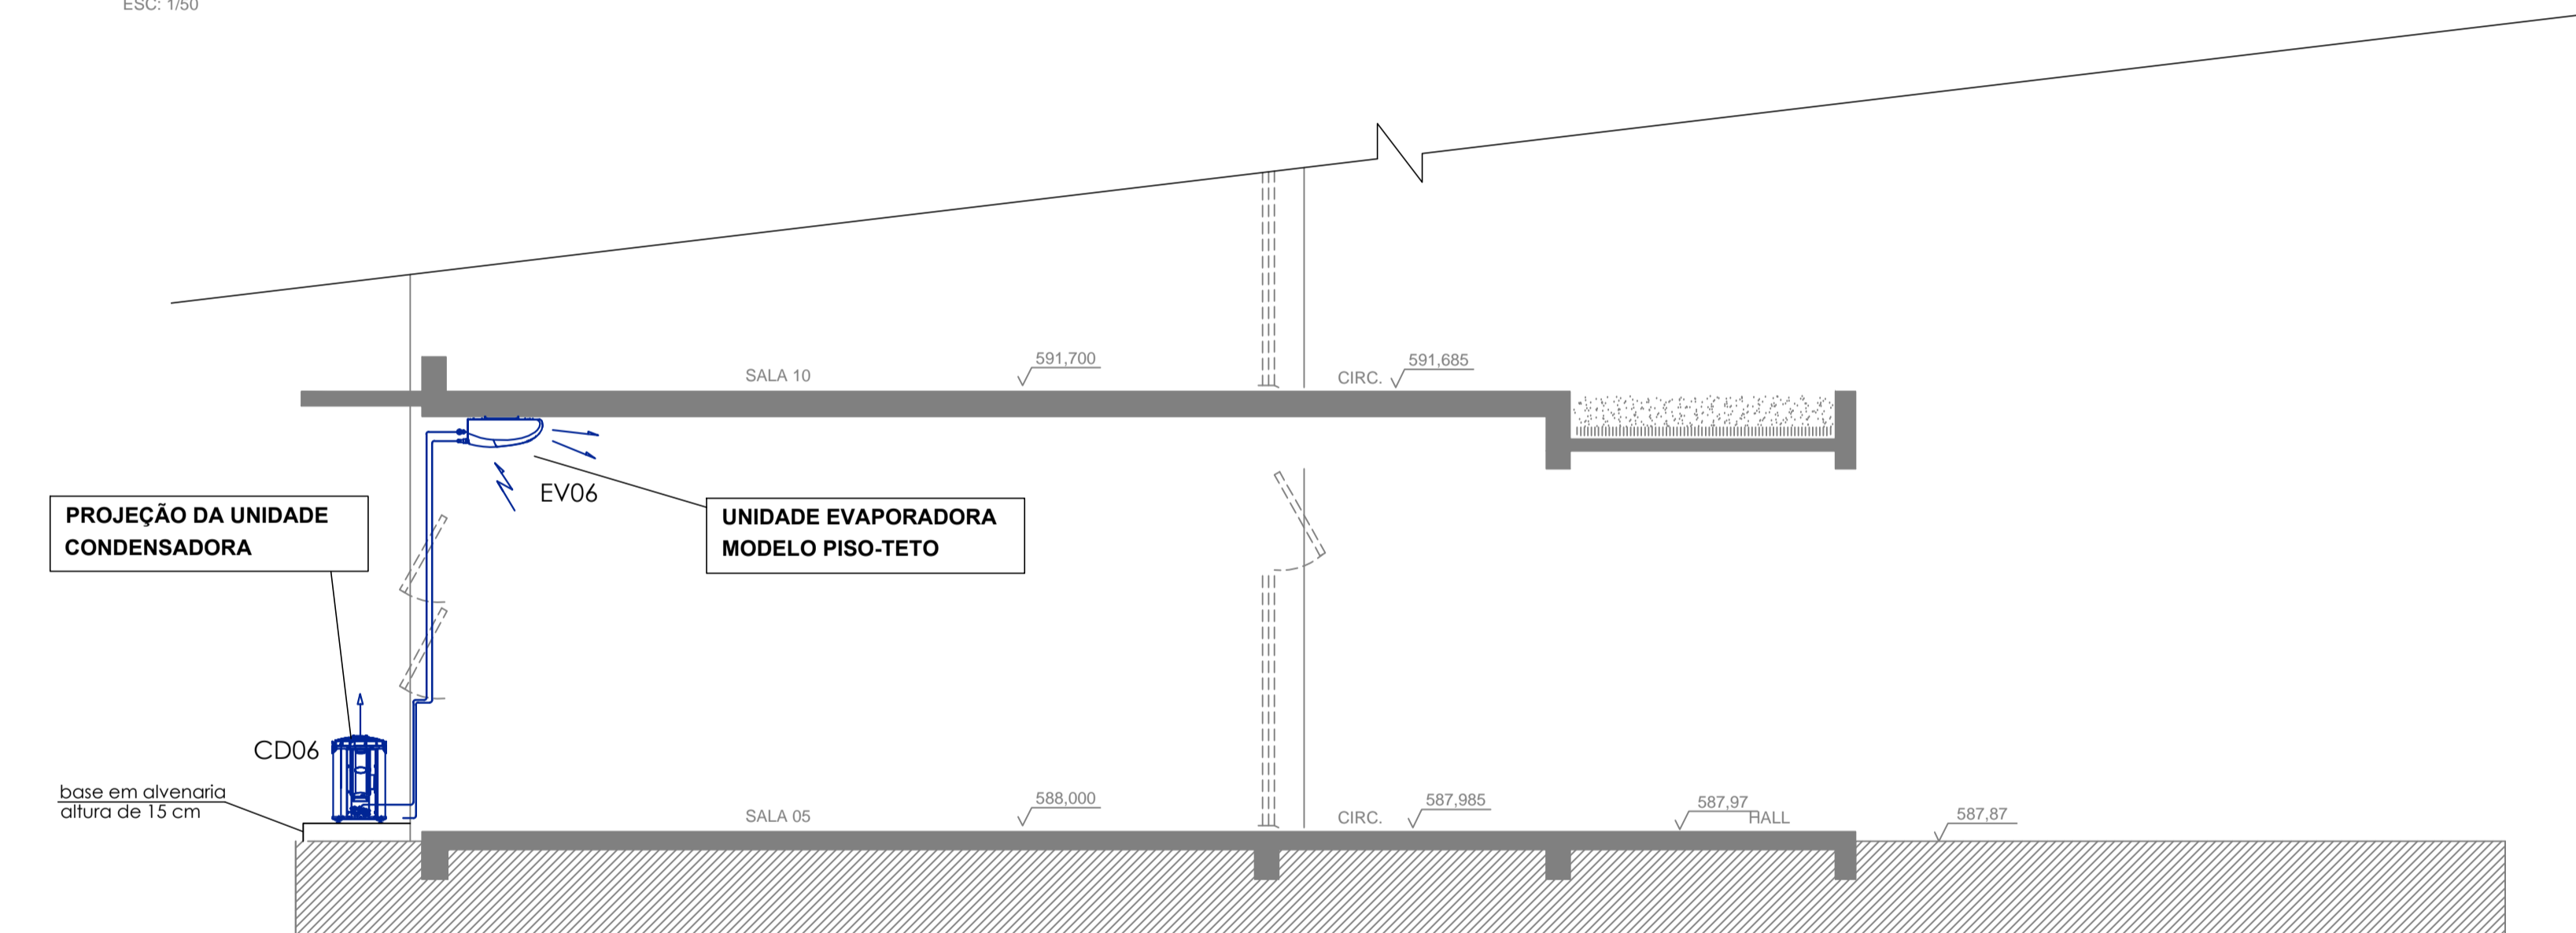 ESC: 1/50
591,700
591,685
SALA 10
CIRC.
EV06
PROJEÇÃO DA UNIDADE
CONDENSADORA
UNIDADE EVAPORADORA
MODELO PISO-TETO
CD06
base em alvenaria
altura de 15 cm
588,000
587,985
587,97
587,87
SALA 05
CIRC.
HALL